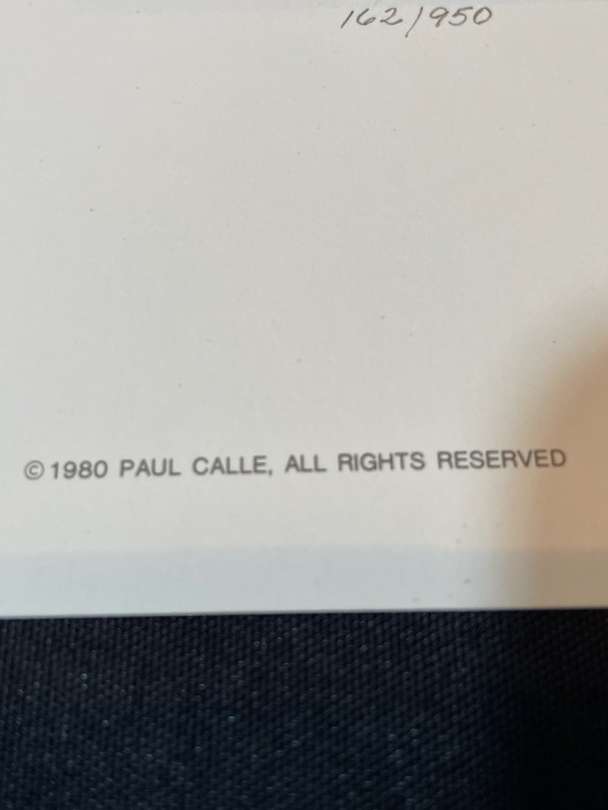 162/950
©1980 PAUL CALLE, ALL RIGHTS RESERVED